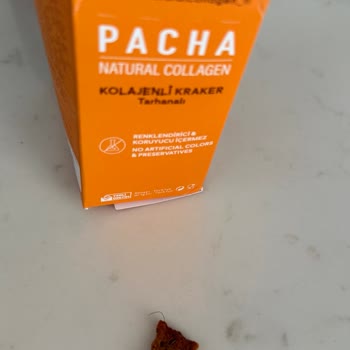 PACHA
NATURAL COLLAGEN
KOLAJENLİ KRAKER
Tarhanalı
RENKLENDİRİCİ &
KORUYUCU İÇERMEZ
NO ARTIFICIAL COLORS
& PRESERVATIVES